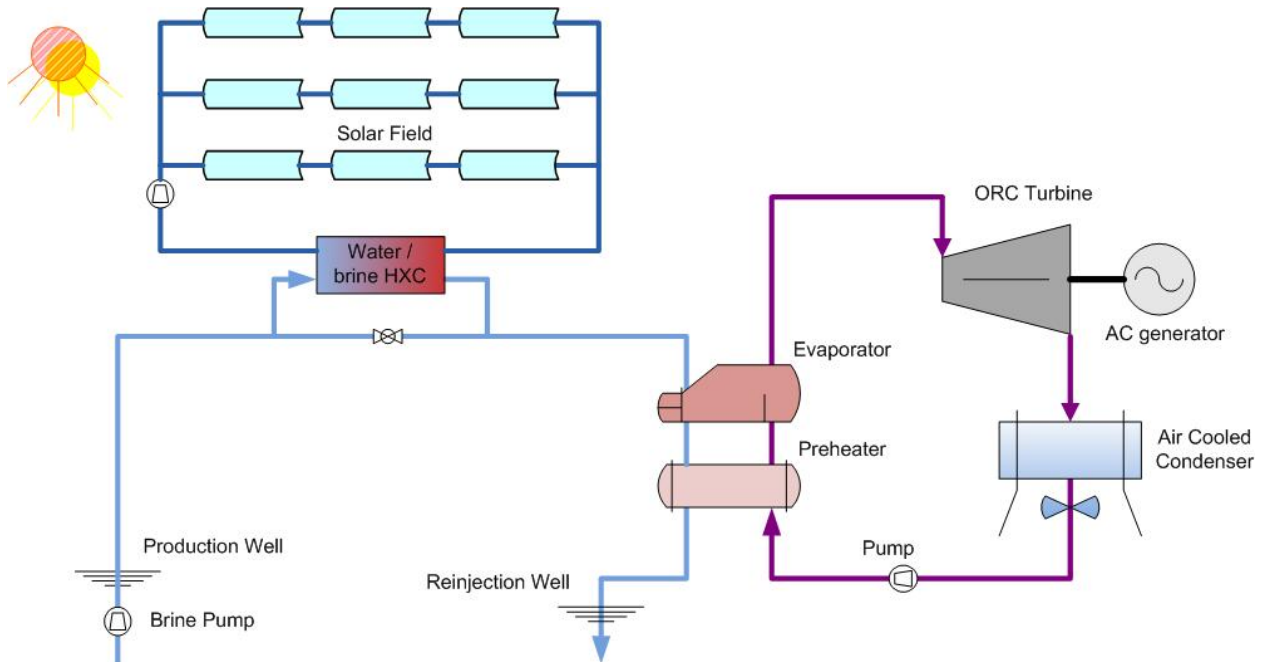 Solar Field
Water /
brine HXC
ORC Turbine
AC generator
Evaporator
Preheater
Air Cooled
Condenser
Production Well
Pump
Reinjection Well
Brine Pump